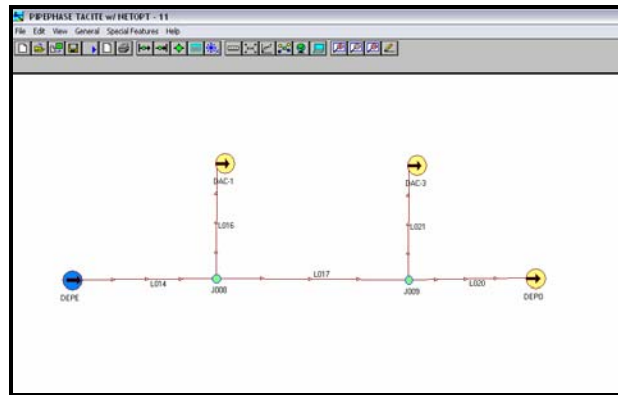 PIPEPHASE TACITE w/ NETOPT - 11
File Edit View General Special Features Help
DAC-1
DAC-3
L016
L021
L017
L014
J008
J009
L020
DEPE
DEPO